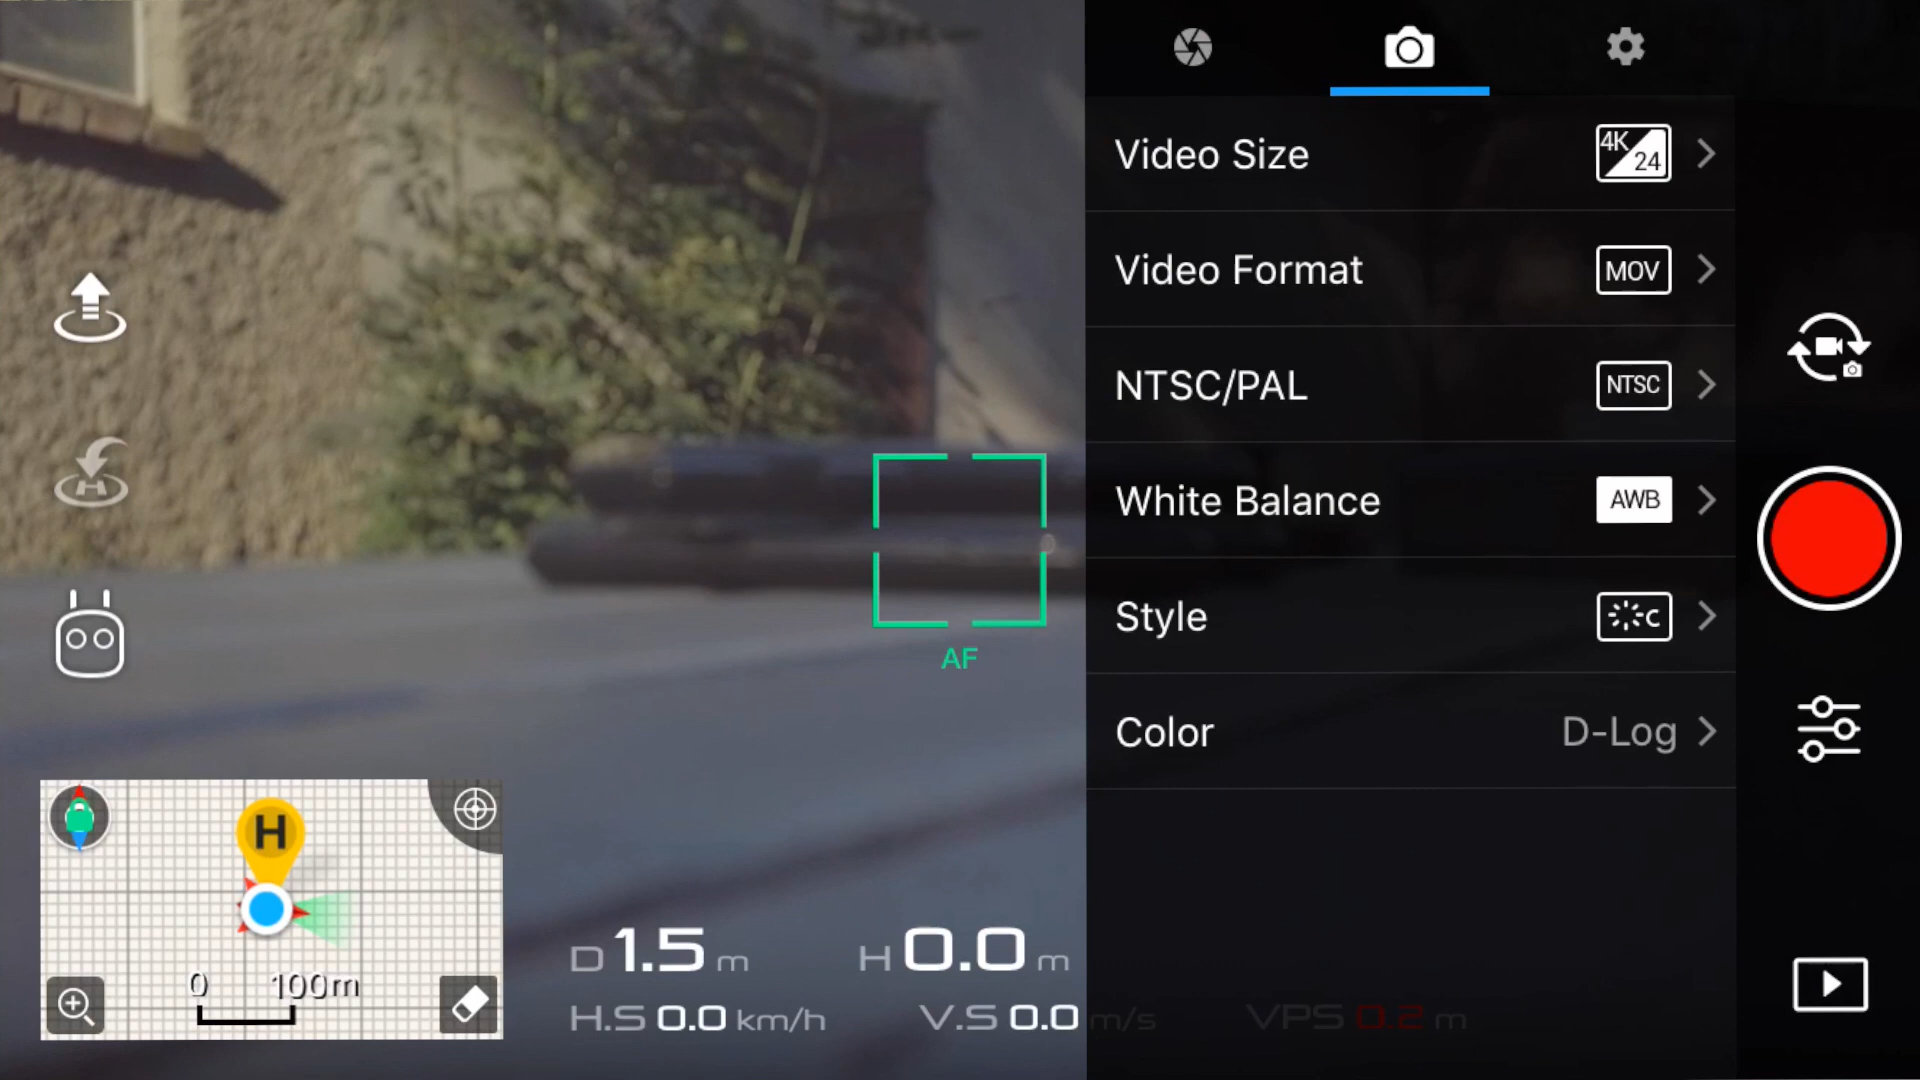 Video Size 4K 24
Video Format MOV
NTSC/PAL NTSC
White Balance AWB
Style C
Color D-Log
AF
H
0 100m
D 1.5 m H 0.0 m
H.S 0.0 km/h V.S 0.0 m/s VPS 0.2 m